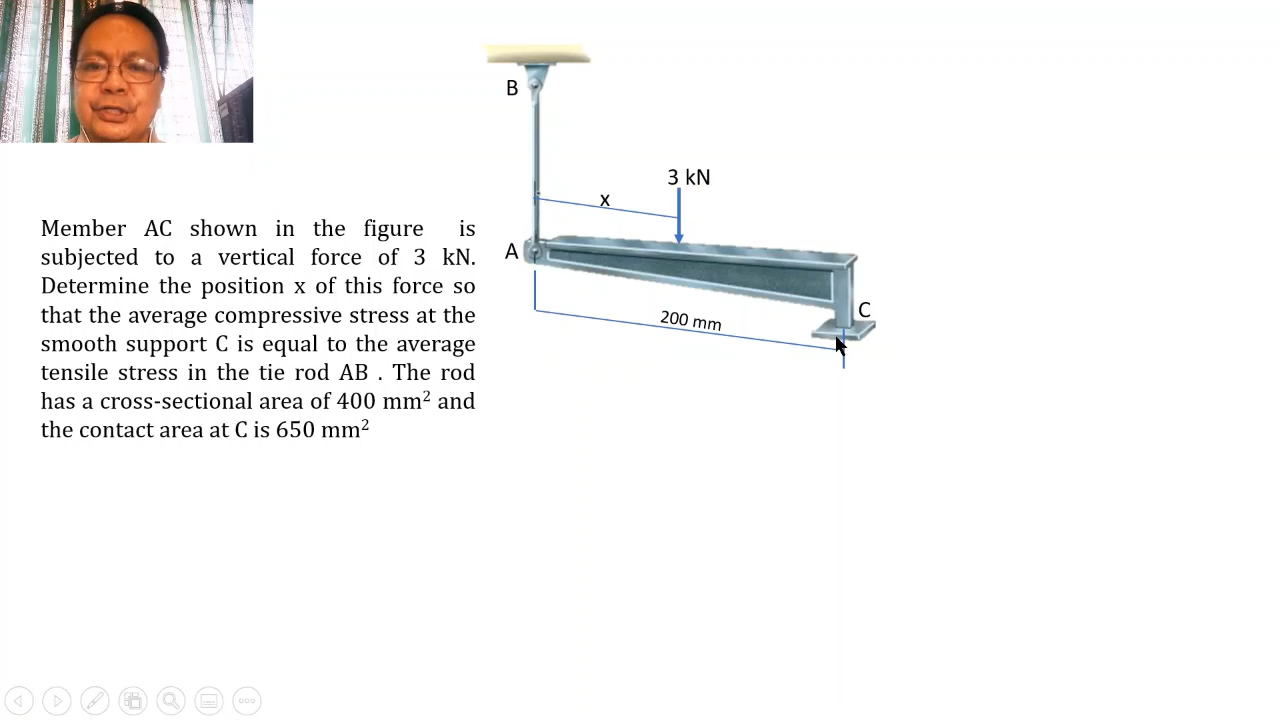 B
3 kN
x
A
C
200 mm
Member AC shown in the figure is
subjected to a vertical force of 3 kN.
Determine the position x of this force so
that the average compressive stress at the
smooth support C is equal to the average
tensile stress in the tie rod AB . The rod
has a cross-sectional area of 400 mm² and
the contact area at C is 650 mm²